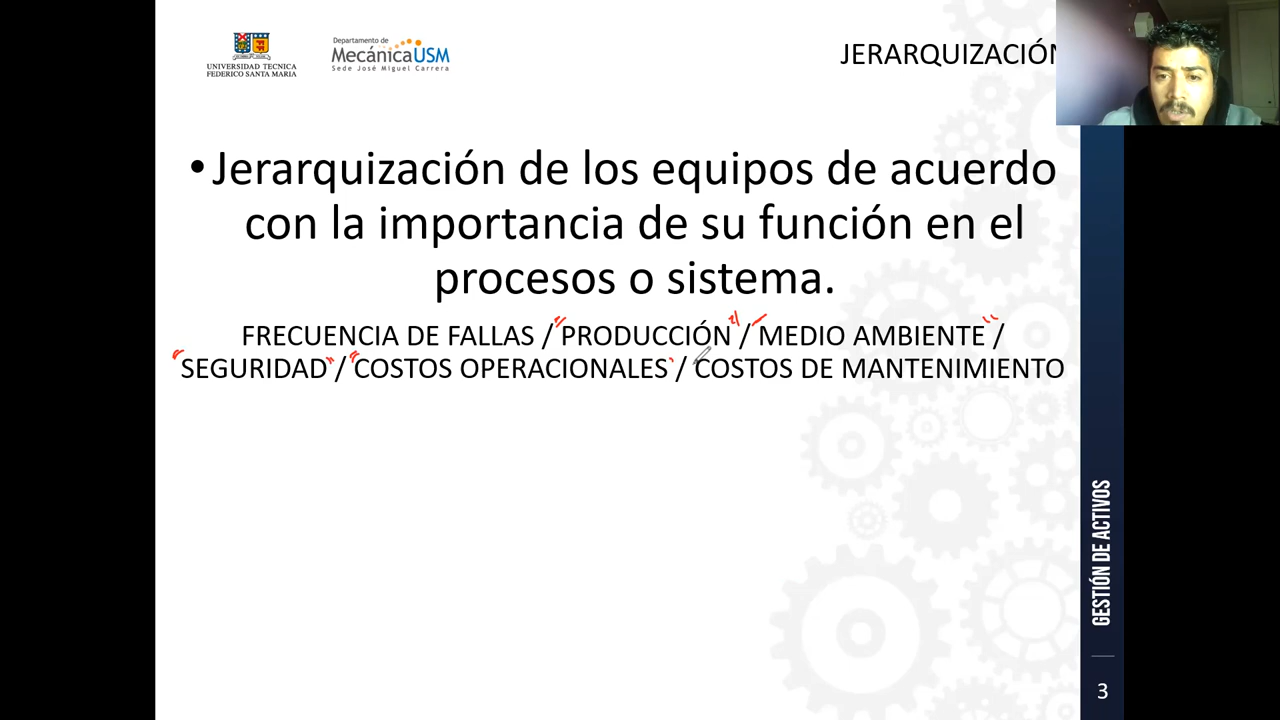 UNIVERSIDAD TECNICA
FEDERICO SANTA MARIA
Departamento de
MecánicaUSM
Sede José Miguel Carrera
JERARQUIZACIÓN
•Jerarquización de los equipos de acuerdo
con la importancia de su función en el
procesos o sistema.
FRECUENCIA DE FALLAS / PRODUCCIÓN / MEDIO AMBIENTE /
SEGURIDAD / COSTOS OPERACIONALES / COSTOS DE MANTENIMIENTO
GESTIÓN DE ACTIVOS
3